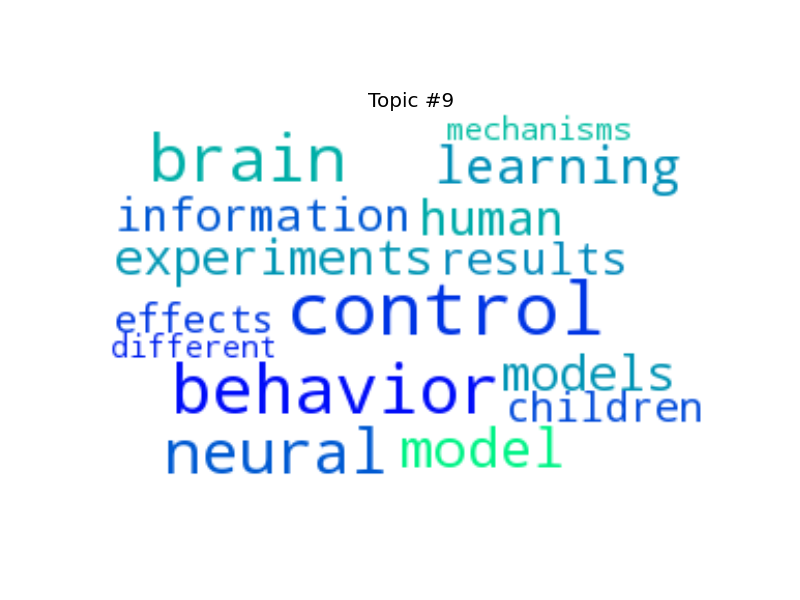 Topic #9
mechanisms
brain learning
information human
experiments results
effects control
different
behavior models
children
neural model